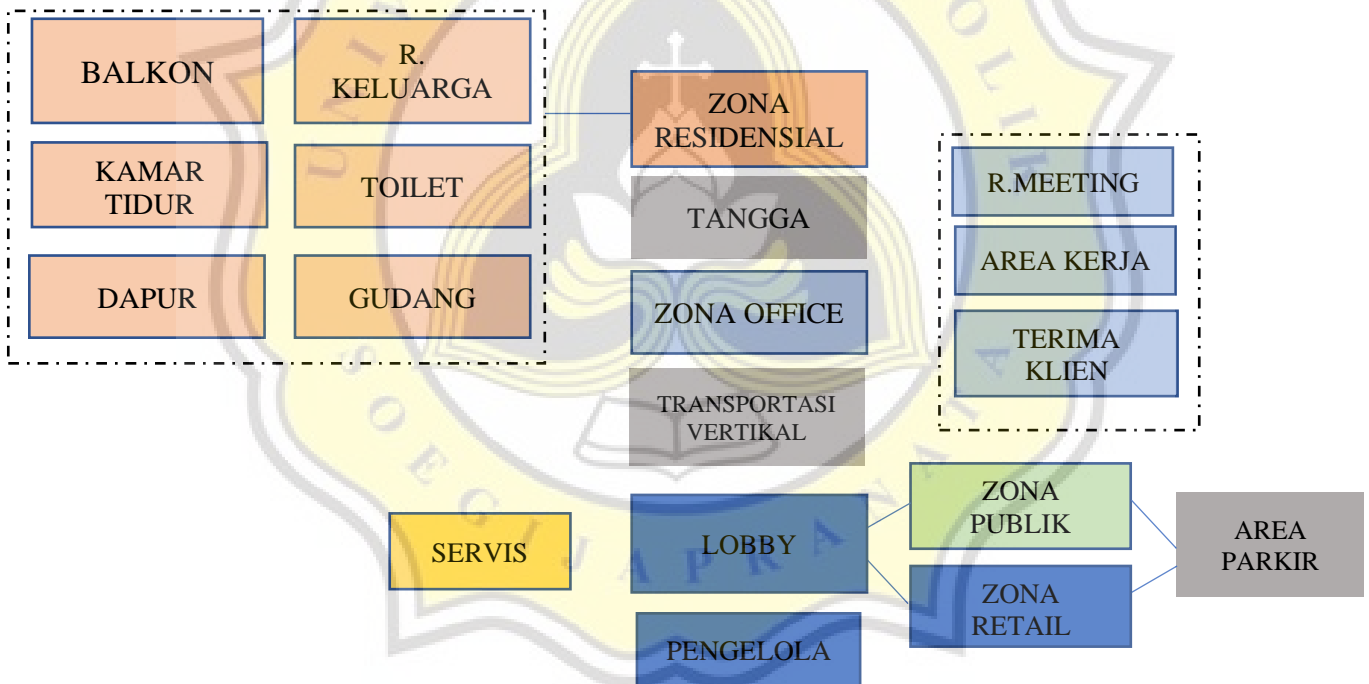 BALKON
R.
KELUARGA
KAMAR
TIDUR
TOILET
DAPUR
GUDANG
ZONA
RESIDENSIAL
TANGGA
ZONA OFFICE
TRANSPORTASI
VERTIKAL
R.MEETING
AREA KERJA
TERIMA
KLIEN
SERVIS
LOBBY
PENGELOLA
ZONA
PUBLIK
ZONA
RETAIL
AREA
PARKIR
SOEGIJAPRANATA